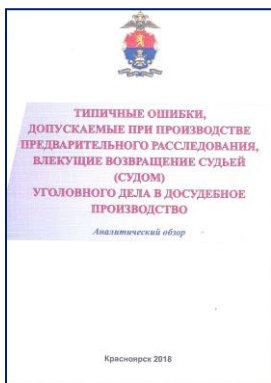 ТИПИЧНЫЕ ОШИБКИ,
ДОПУСКАЕМЫЕ ПРИ ПРОИЗВОДСТВЕ
ПРЕДВАРИТЕЛЬНОГО РАССЛЕДОВАНИЯ,
ВЛЕКУЩИЕ ВОЗВРАЩЕНИЕ СУДЬЕЙ
(СУДОМ)
УГОЛОВНОГО ДЕЛА В ДОСУДЕБНОЕ
ПРОИЗВОДСТВО
Аналитический обзор
Красноярск 2018